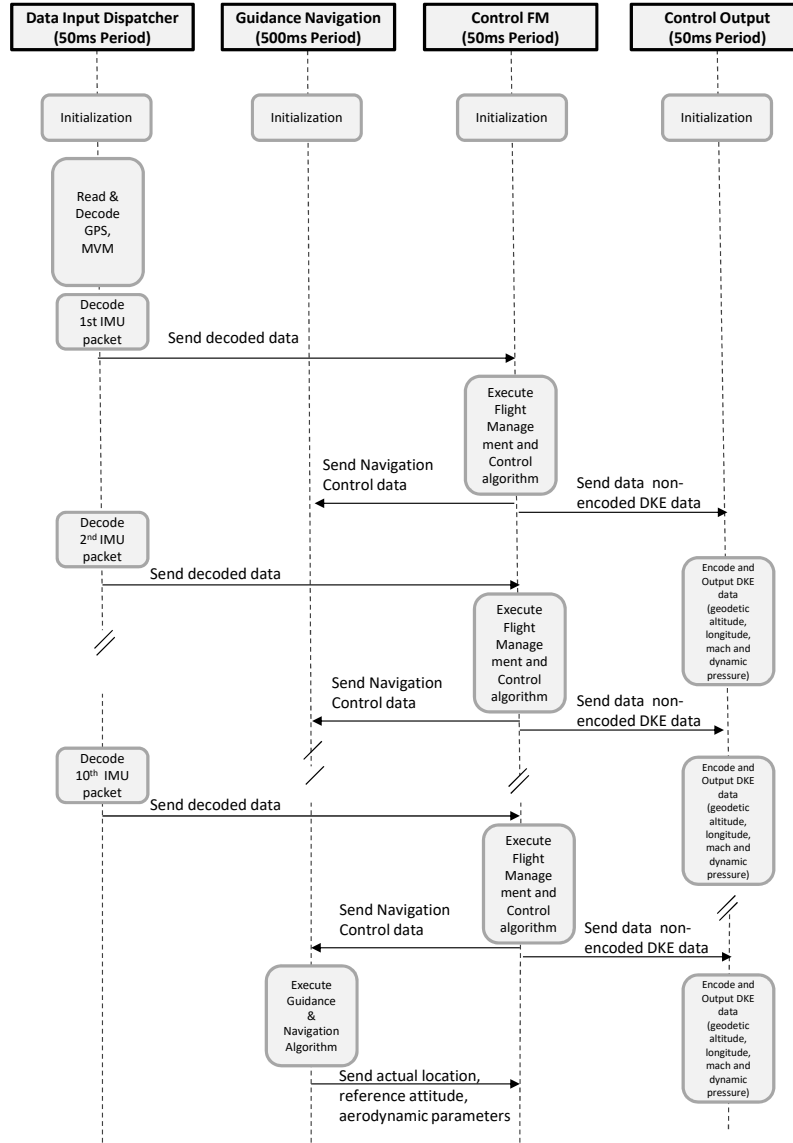 Data Input Dispatcher
(50ms Period)
Guidance Navigation
(500ms Period)
Control FM
(50ms Period)
Control Output
(50ms Period)
Initialization
Initialization
Initialization
Initialization
Read &
Decode
GPS,
MVM
Decode
1st IMU
packet
Send decoded data
Execute
Flight
Manage
ment and
Control
algorithm
Send Navigation
Control data
Send data non-
encoded DKE data
Decode
2nd IMU
packet
Send decoded data
Encode and
Output DKE
data
(geodetic
altitude,
longitude,
mach and
dynamic
pressure)
Execute
Flight
Manage
ment and
Control
algorithm
Send Navigation
Control data
Send data non-
encoded DKE data
Decode
10th IMU
packet
Send decoded data
Encode and
Output DKE
data
(geodetic
altitude,
longitude,
mach and
dynamic
pressure)
Execute
Flight
Manage
ment and
Control
algorithm
Send Navigation
Control data
Send data non-
encoded DKE data
Execute
Guidance
&
Navigation
Algorithm
Encode and
Output DKE
data
(geodetic
altitude,
longitude,
mach and
dynamic
pressure)
Send actual location,
reference attitude,
aerodynamic parameters